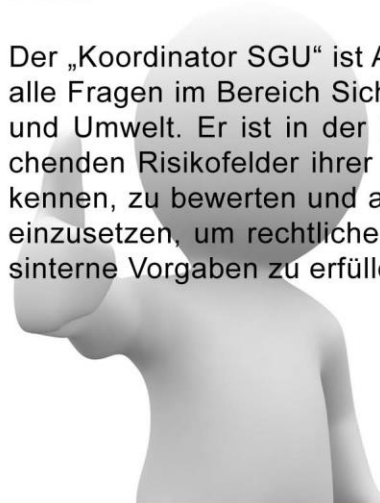 Der „Koordinator SGU“ ist A
alle Fragen im Bereich Sich
und Umwelt. Er ist in der
chenden Risikofelder ihrer
kennen, zu bewerten und a
einzusetzen, um rechtliche
sinterne Vorgaben zu erfülle